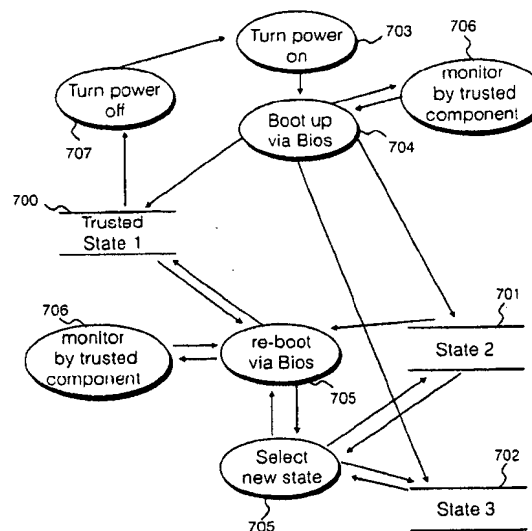 Turn power
on
703
706
monitor
by trusted
component
Turn power
off
707
Boot up
via Bios
704
700
Trusted
State 1
701
State 2
706
monitor
by trusted
component
re-boot
via Bios
705
Select
new state
705
702
State 3